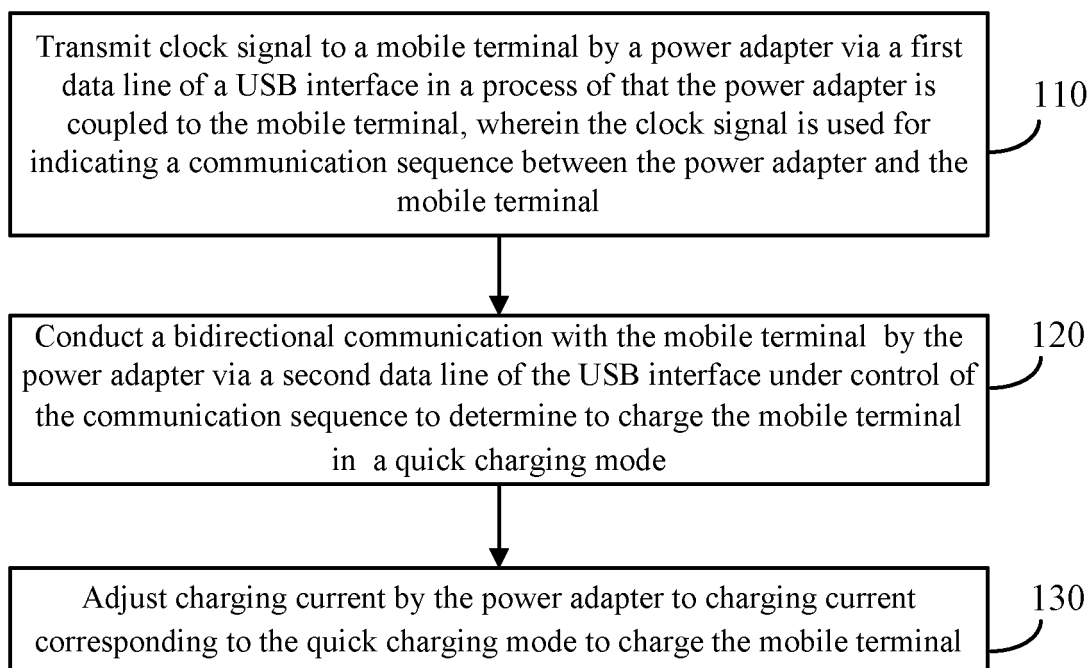 Transmit clock signal to a mobile terminal by a power adapter via a first
data line of a USB interface in a process of that the power adapter is
coupled to the mobile terminal, wherein the clock signal is used for
indicating a communication sequence between the power adapter and the
mobile terminal
110
Conduct a bidirectional communication with the mobile terminal by the
power adapter via a second data line of the USB interface under control of
the communication sequence to determine to charge the mobile terminal
in a quick charging mode
120
Adjust charging current by the power adapter to charging current
corresponding to the quick charging mode to charge the mobile terminal
130